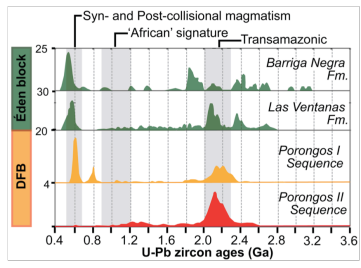 Syn- and Post-collisional magmatism
'African' signature
Transamazonic
25
Barriga Negra
Fm.
30
Las Ventanas
Fm.
20
Porongos I
Sequence
4
Porongos II
Sequence
Éden block
DFB
0.4 0.8 1.2 1.6 2.0 2.4 2.8 3.2 3.6
U-Pb zircon ages (Ga)